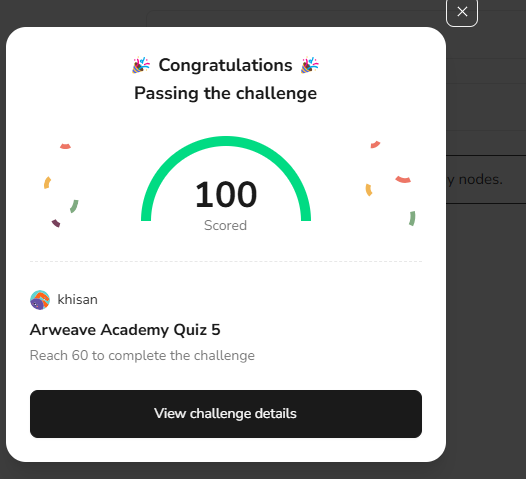 Congratulations
Passing the challenge
100
Scored
y nodes.
khisan
Arweave Academy Quiz 5
Reach 60 to complete the challenge
View challenge details